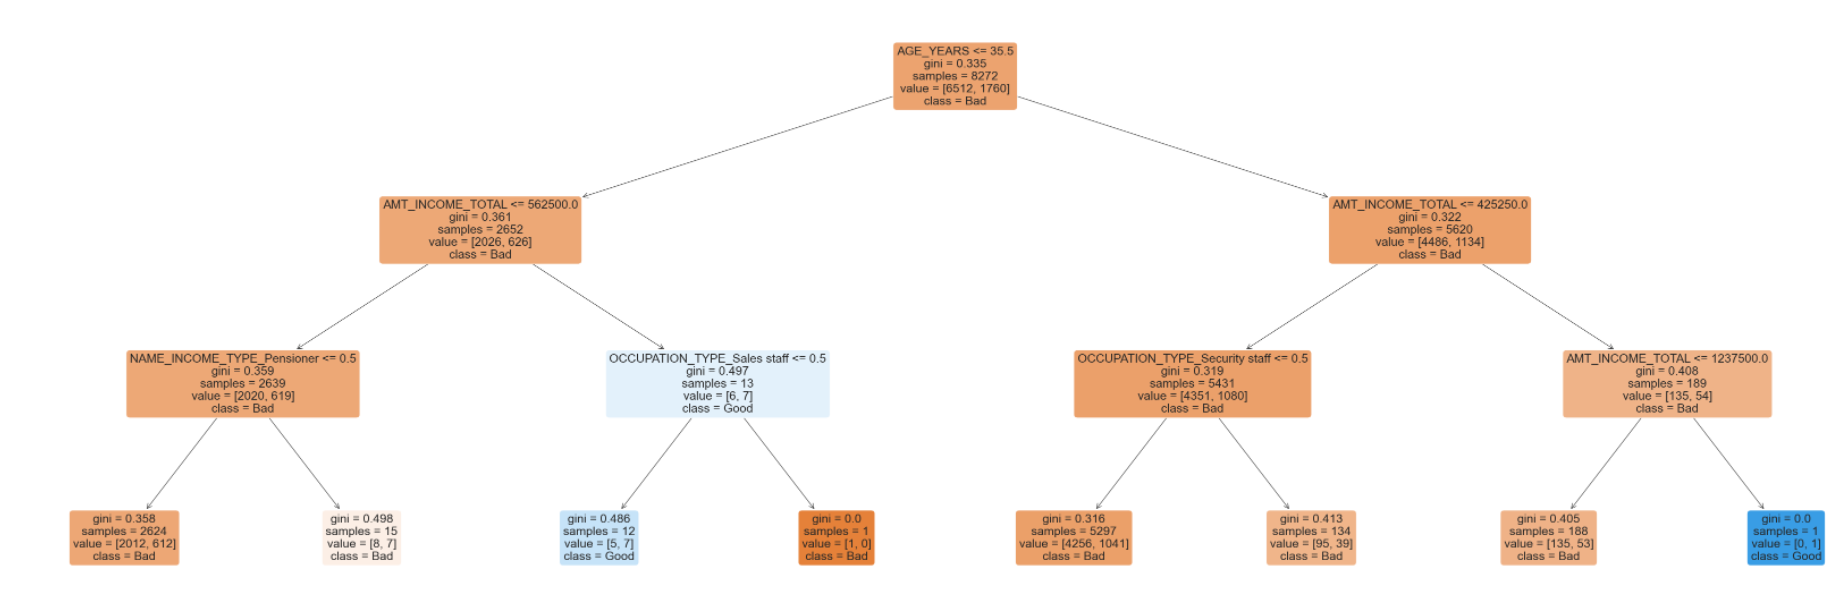 AGE_YEARS <= 35.5
gini = 0.335
samples = 8272
value = [6512, 1760]
class = Bad
AMT_INCOME_TOTAL <= 562500.0
gini = 0.361
samples = 2652
value = [2026, 626]
class = Bad
AMT_INCOME_TOTAL <= 425250.0
gini = 0.322
samples = 5620
value = [4486, 1134]
class = Bad
NAME_INCOME_TYPE_Pensioner <= 0.5
gini = 0.359
samples = 2639
value = [2020, 619]
class = Bad
OCCUPATION_TYPE_Sales staff <= 0.5
gini = 0.497
samples = 13
value = [6, 7]
class = Good
OCCUPATION_TYPE_Security staff <= 0.5
gini = 0.319
samples = 5431
value = [4351, 1080]
class = Bad
AMT_INCOME_TOTAL <= 1237500.0
gini = 0.408
samples = 189
value = [135, 54]
class = Bad
gini = 0.358
samples = 2624
value = [2012, 612]
class = Bad
gini = 0.498
samples = 15
value = [8, 7]
class = Bad
gini = 0.486
samples = 12
value = [5, 7]
class = Good
gini = 0.0
samples = 1
value = [1, 0]
class = Bad
gini = 0.316
samples = 5297
value = [4256, 1041]
class = Bad
gini = 0.413
samples = 134
value = [95, 39]
class = Bad
gini = 0.405
samples = 188
value = [135, 53]
class = Bad
gini = 0.0
samples = 1
value = [0, 1]
class = Good